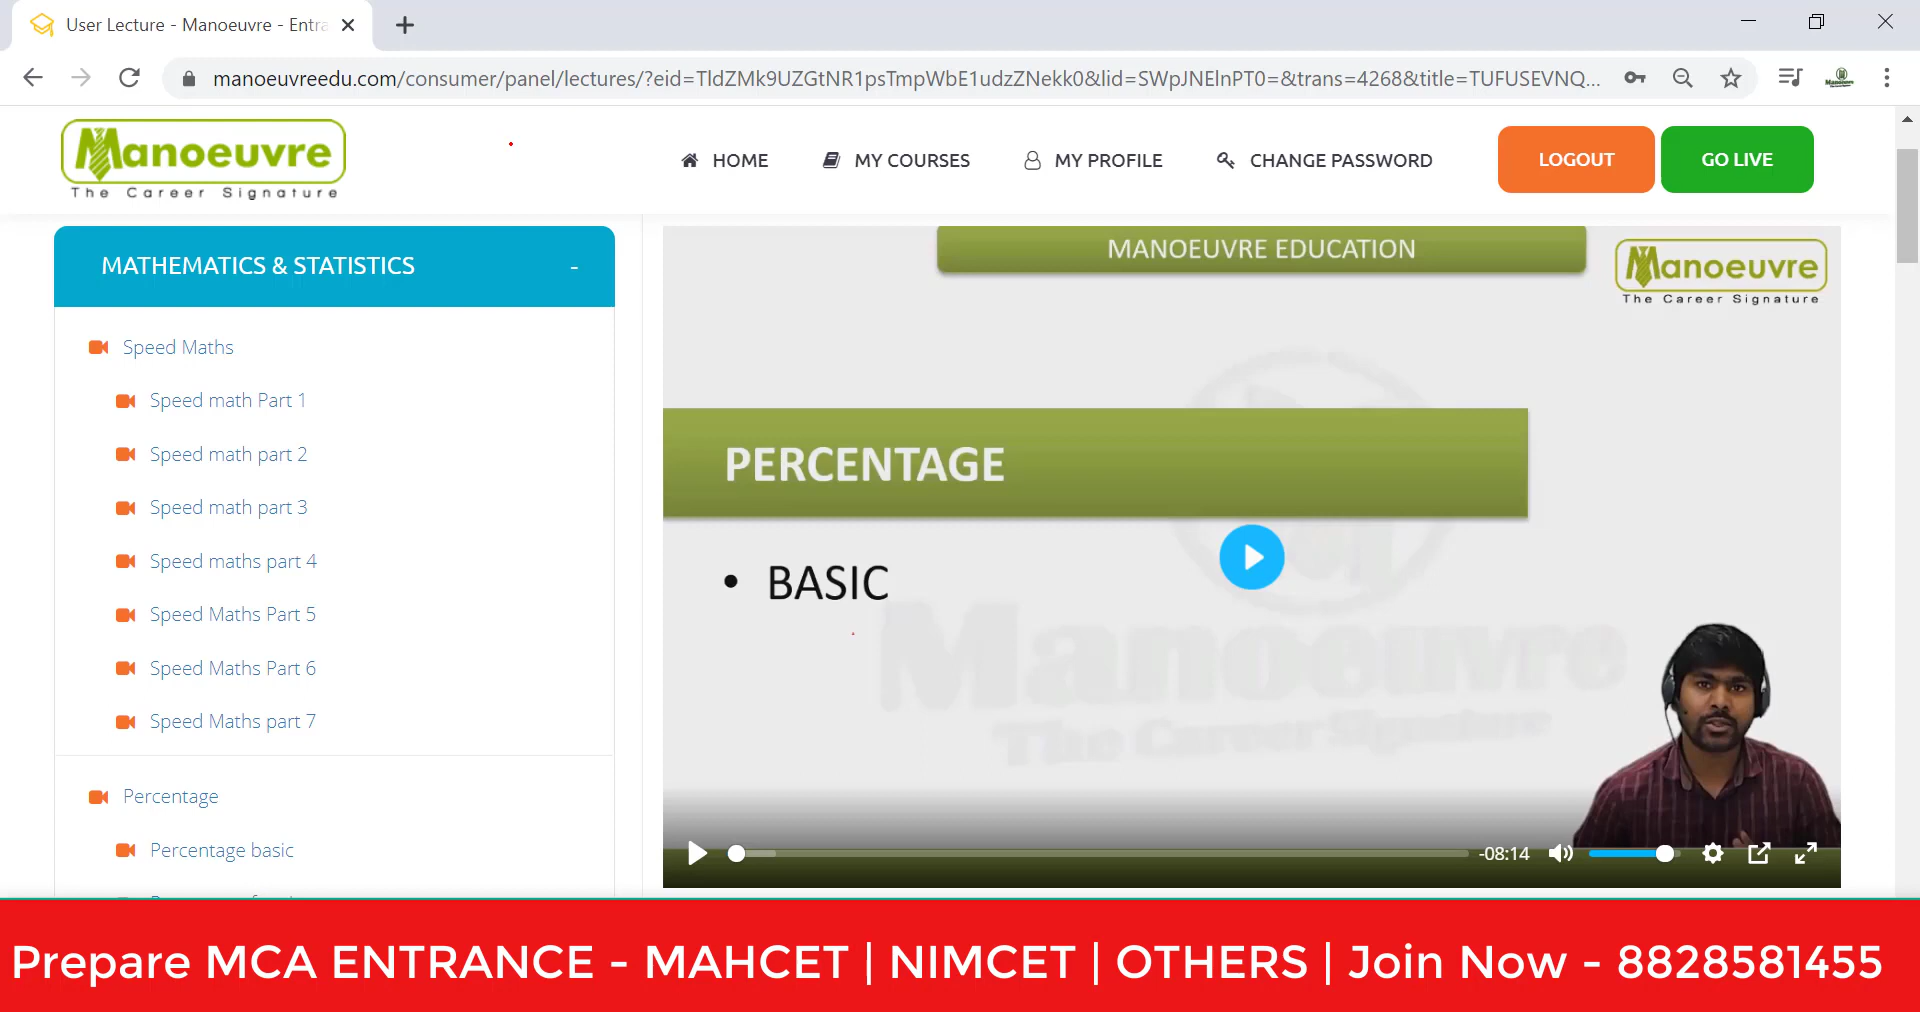 User Lecture - Manoeuvre - Entra
manoeuvreedu.com/consumer/panel/lectures/?eid=TldZMk9UZGtNR1psTmpWbE1udzZNekk0&lid=SWpJNElnPT0=&trans=4268&title=TUFUSEVNQ...
Manoeuvre
The Career Signature
HOME
MY COURSES
MY PROFILE
CHANGE PASSWORD
LOGOUT
GO LIVE
MATHEMATICS & STATISTICS -
Speed Maths
Speed math Part 1
Speed math part 2
Speed math part 3
Speed maths part 4
Speed Maths Part 5
Speed Maths Part 6
Speed Maths part 7
Percentage
Percentage basic
MANOEUVRE EDUCATION
Manoeuvre
The Career Signature
PERCENTAGE
• BASIC
Manoeuvre
The Career Signature
-08:14
Prepare MCA ENTRANCE - MAHCET | NIMCET | OTHERS | Join Now - 8828581455